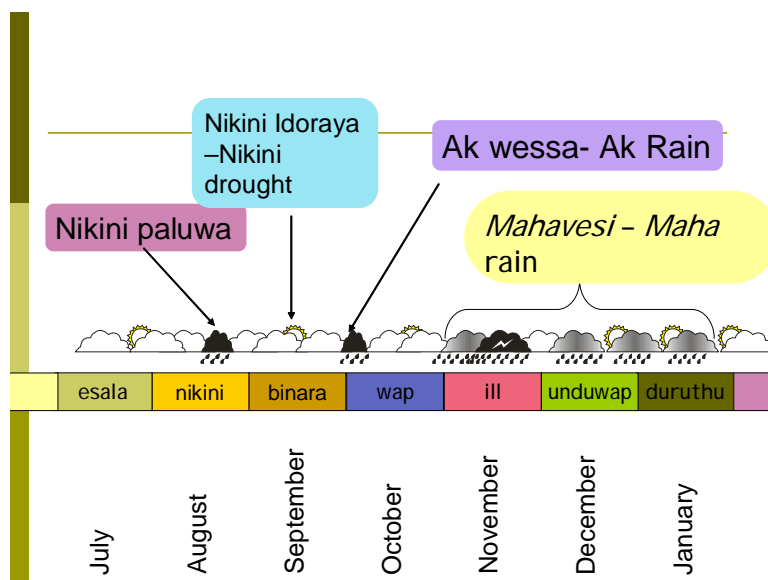 Nikini Idoraya
–Nikini
drought
Ak wessa- Ak Rain
Nikini paluwa
Mahavesi – Maha
rain
esala
nikini
binara
wap
ill
unduwap
duruthu
July
August
September
October
November
December
January